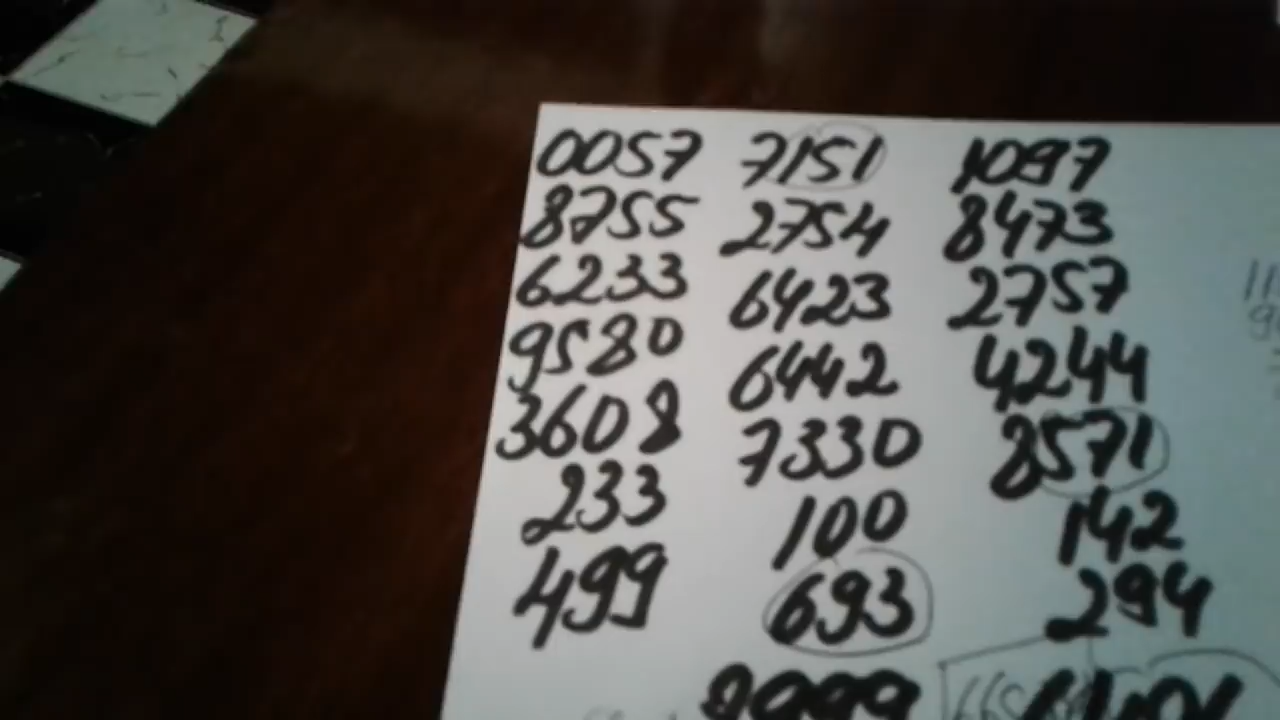 0057 7151 1097
8755 2754 8473
6233 6423 2757
9580 6442 4244
3608 7330 8571
233 100 142
499 693 294